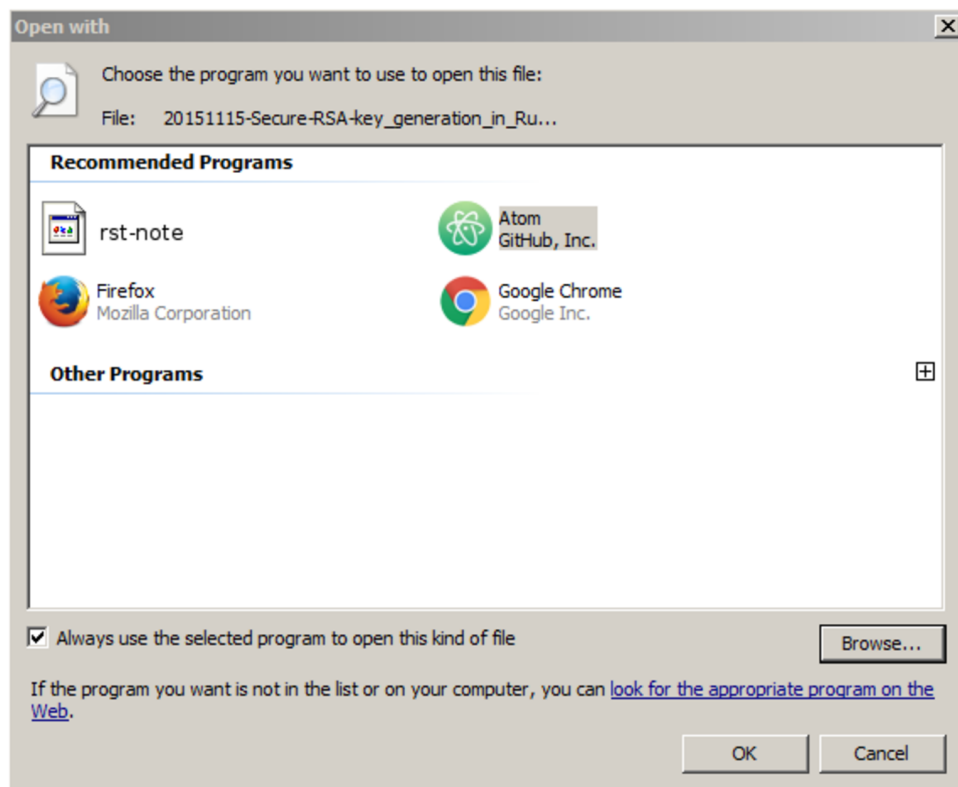 Open with
Choose the program you want to use to open this file:
File: 20151115-Secure-RSA-key_generation_in_Ru...
Recommended Programs
rst-note
Atom
GitHub, Inc.
Firefox
Mozilla Corporation
Google Chrome
Google Inc.
Other Programs
Always use the selected program to open this kind of file
Browse...
If the program you want is not in the list or on your computer, you can look for the appropriate program on the
Web.
OK
Cancel